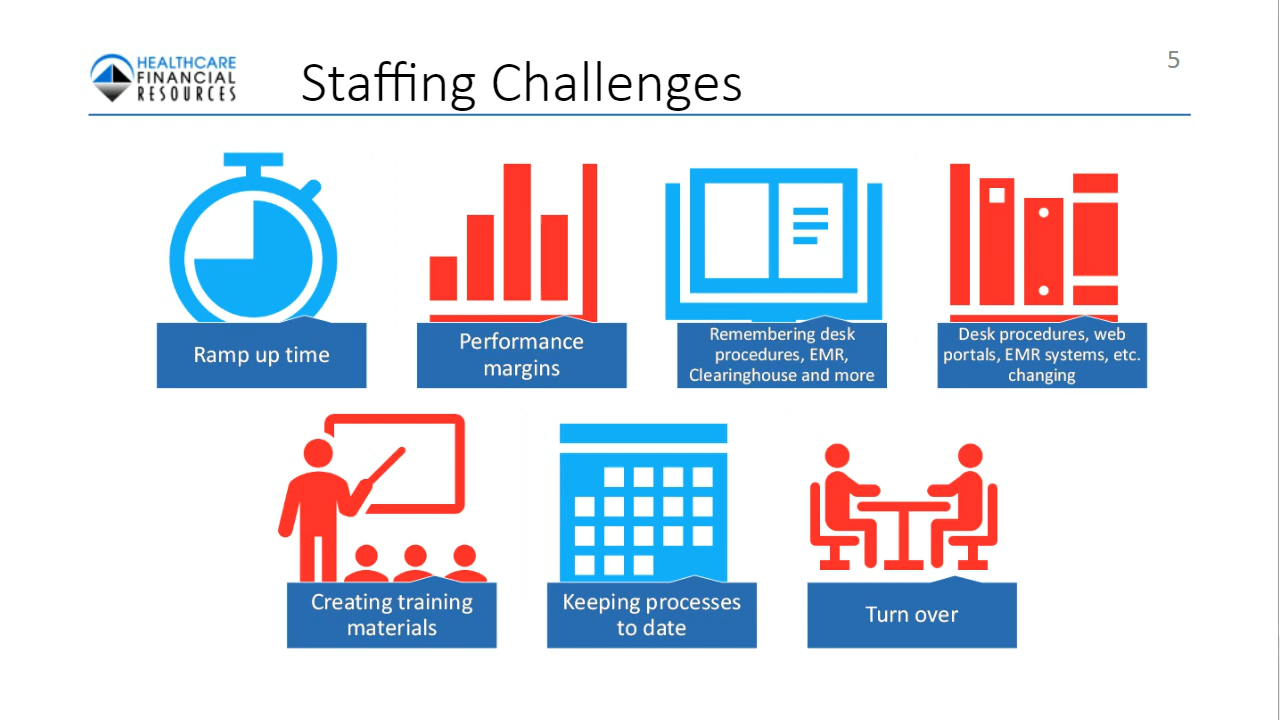 HEALTHCARE
FINANCIAL
RESOURCES
Staffing Challenges
5
Ramp up time
Performance
margins
Remembering desk
procedures, EMR,
Clearinghouse and more
Desk procedures, web
portals, EMR systems, etc.
changing
Creating training
materials
Keeping processes
to date
Turn over